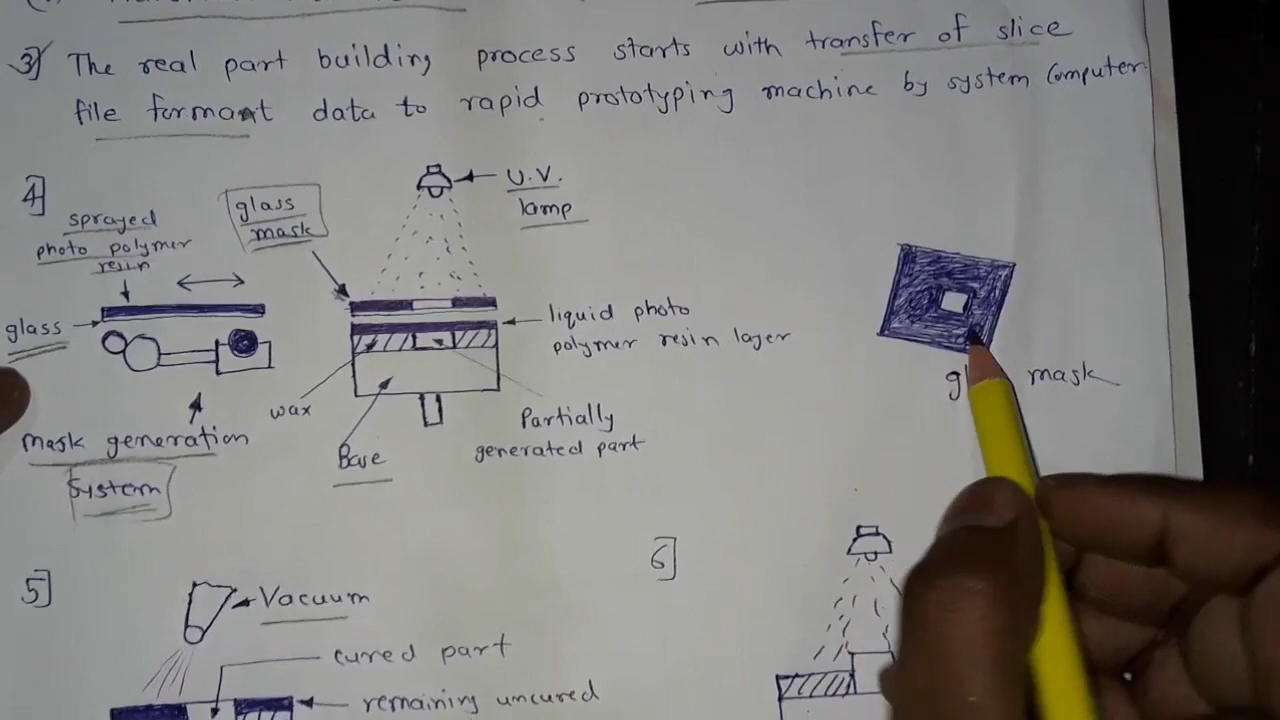 3) The real part building process starts with transfer of slice
file formant data to rapid prototyping machine by system computer.
4]
sprayed
photo polymer
resin
glass
mask
U.V.
lamp
glass
liquid photo
polymer resin layer
wax
Partially
generated part
Base
mask generation
system
mask
5]
Vacuum
cured part
remaining uncured
6]